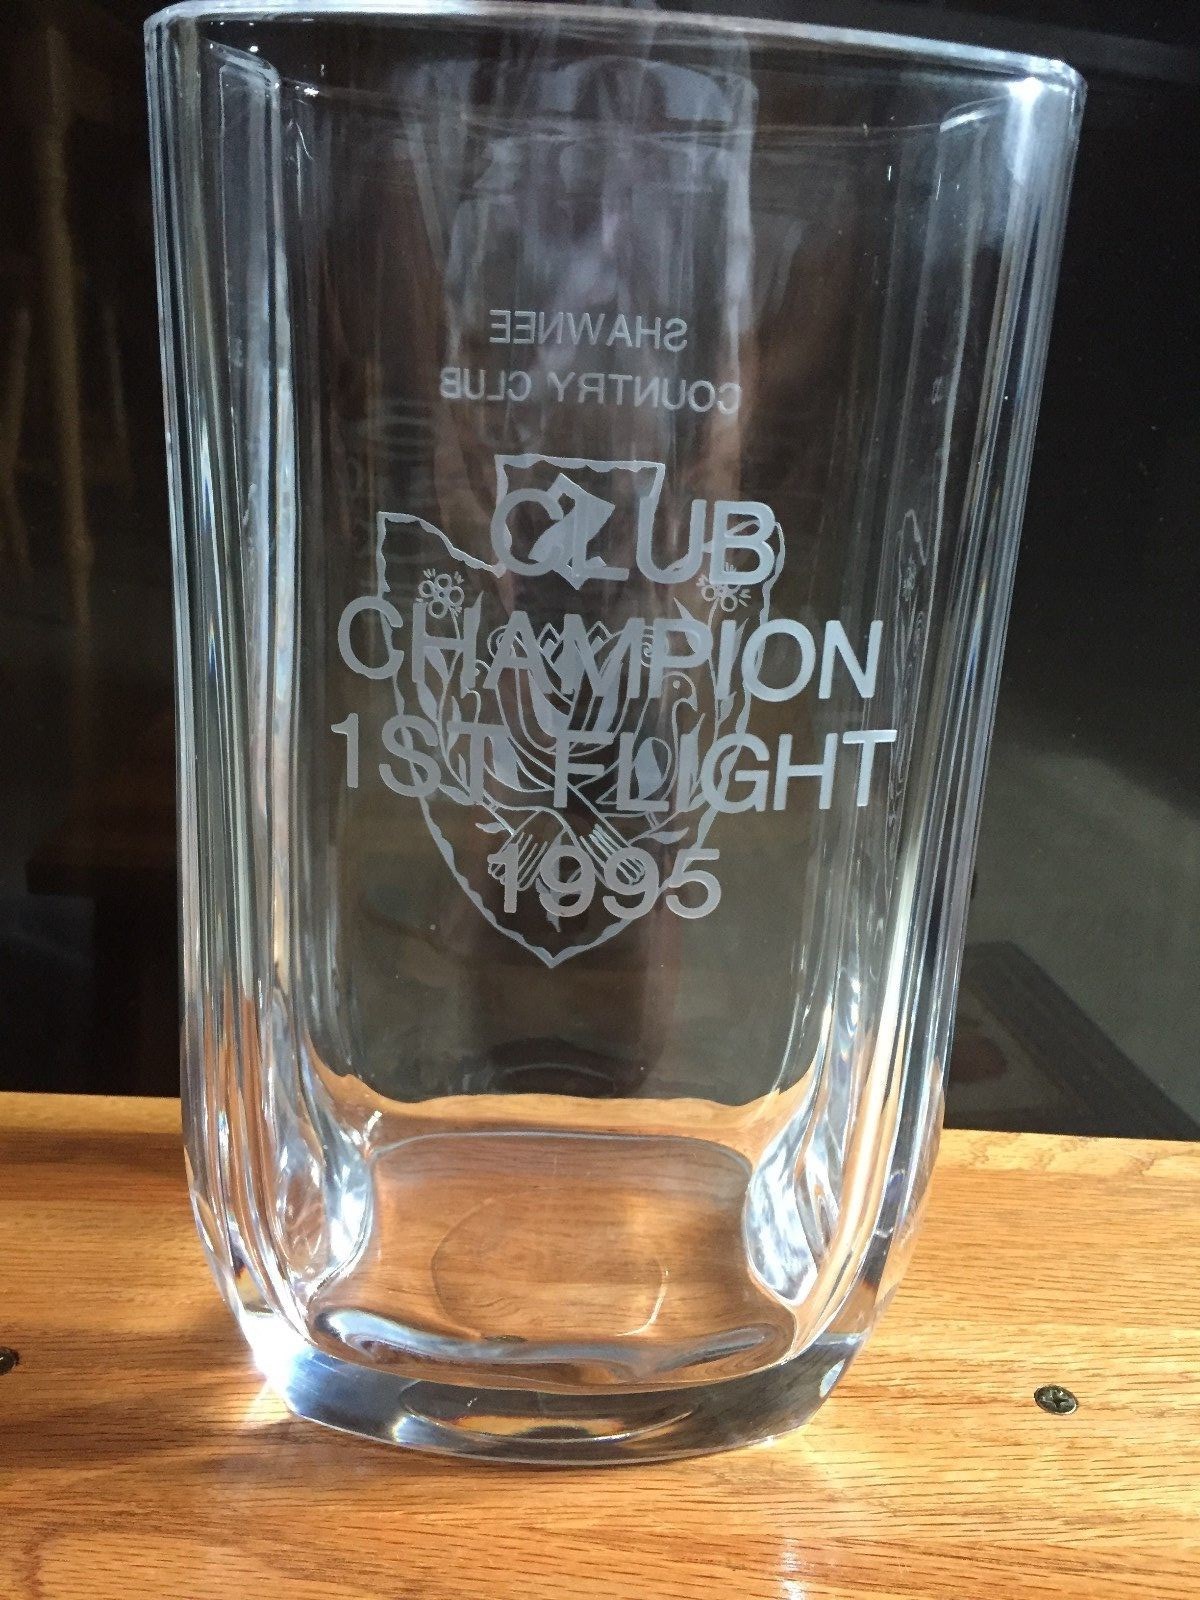 SHAWNEE
COUNTRY CLUB
CLUB
CHAMPION
1ST FLIGHT
1995